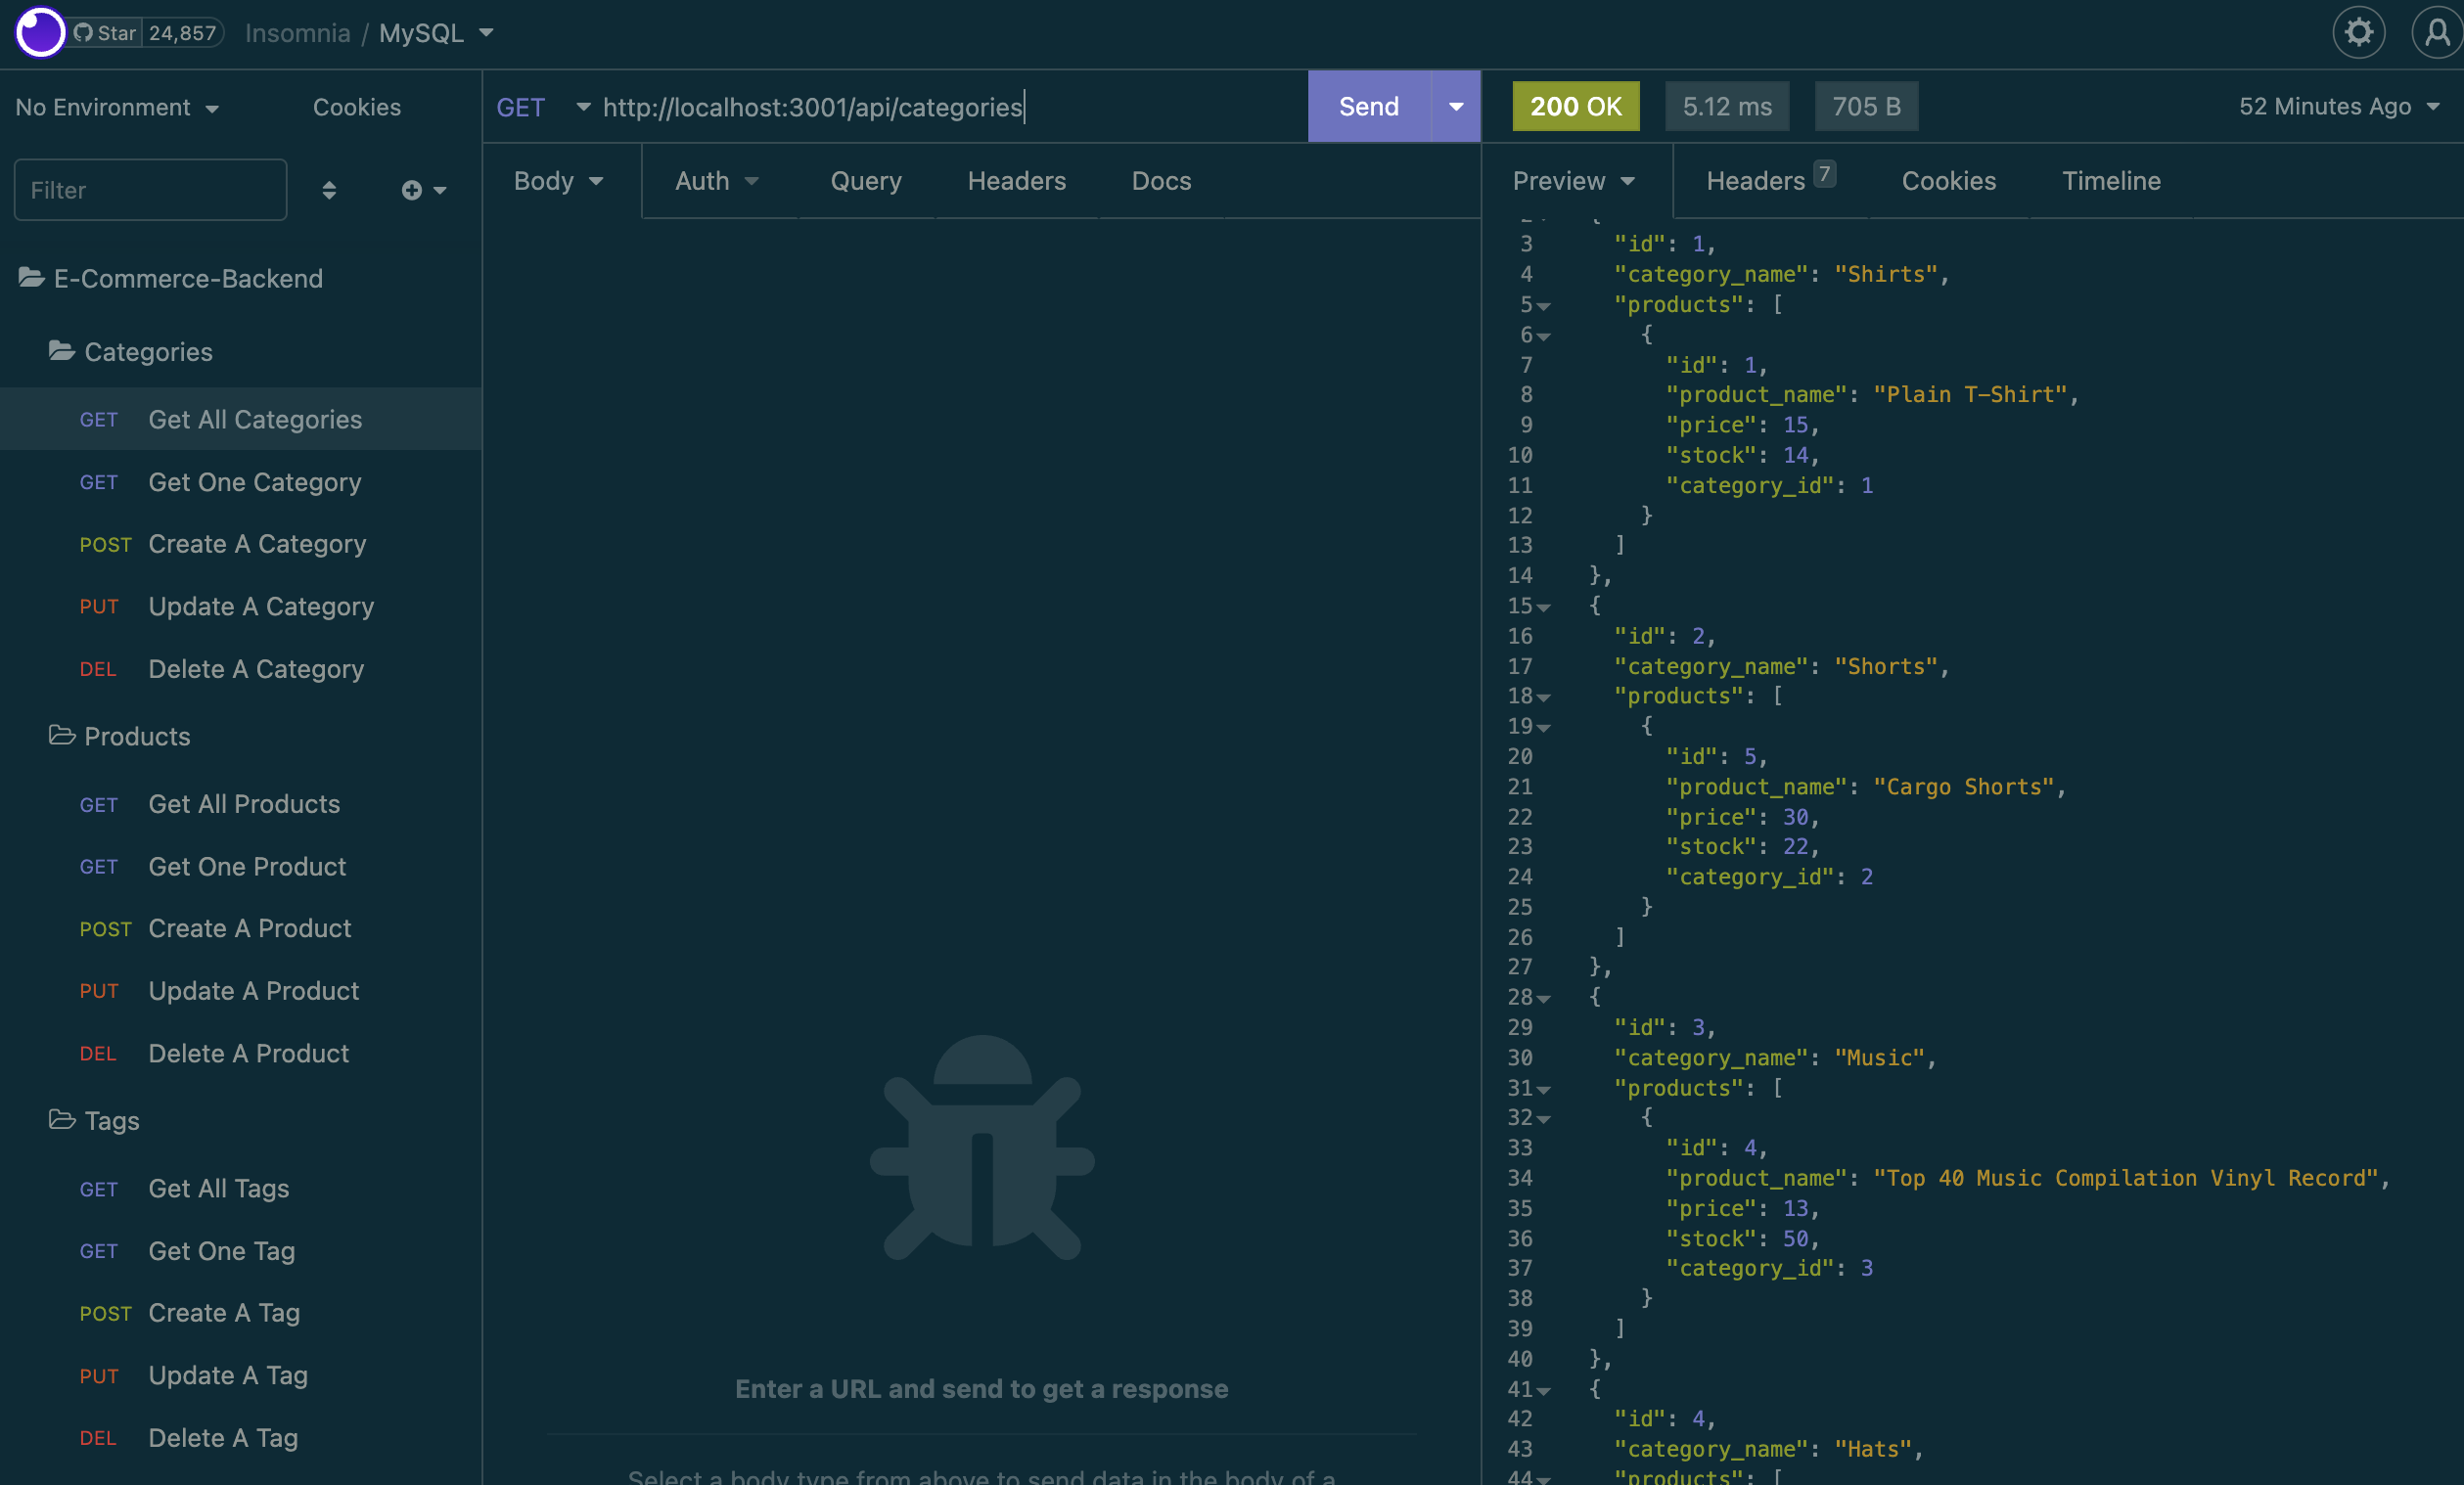 Star 24,857 Insomnia / MySQL
No Environment Cookies
Filter
E-Commerce-Backend
Categories
GET Get All Categories
GET Get One Category
POST Create A Category
PUT Update A Category
DEL Delete A Category
Products
GET Get All Products
GET Get One Product
POST Create A Product
PUT Update A Product
DEL Delete A Product
Tags
GET Get All Tags
GET Get One Tag
POST Create A Tag
PUT Update A Tag
DEL Delete A Tag
GET http://localhost:3001/api/categories Send
Body Auth Query Headers Docs
Enter a URL and send to get a response
Select a body type from above to send data in the body of a
200 OK 5.12 ms 705 B 52 Minutes Ago
Preview Headers 7 Cookies Timeline
2 {
3 "id": 1,
4 "category_name": "Shirts",
5 "products": [
6 {
7 "id": 1,
8 "product_name": "Plain T-Shirt",
9 "price": 15,
10 "stock": 14,
11 "category_id": 1
12 }
13 ]
14 },
15 {
16 "id": 2,
17 "category_name": "Shorts",
18 "products": [
19 {
20 "id": 5,
21 "product_name": "Cargo Shorts",
22 "price": 30,
23 "stock": 22,
24 "category_id": 2
25 }
26 ]
27 },
28 {
29 "id": 3,
30 "category_name": "Music",
31 "products": [
32 {
33 "id": 4,
34 "product_name": "Top 40 Music Compilation Vinyl Record",
35 "price": 13,
36 "stock": 50,
37 "category_id": 3
38 }
39 ]
40 },
41 {
42 "id": 4,
43 "category_name": "Hats",
44 "products": [